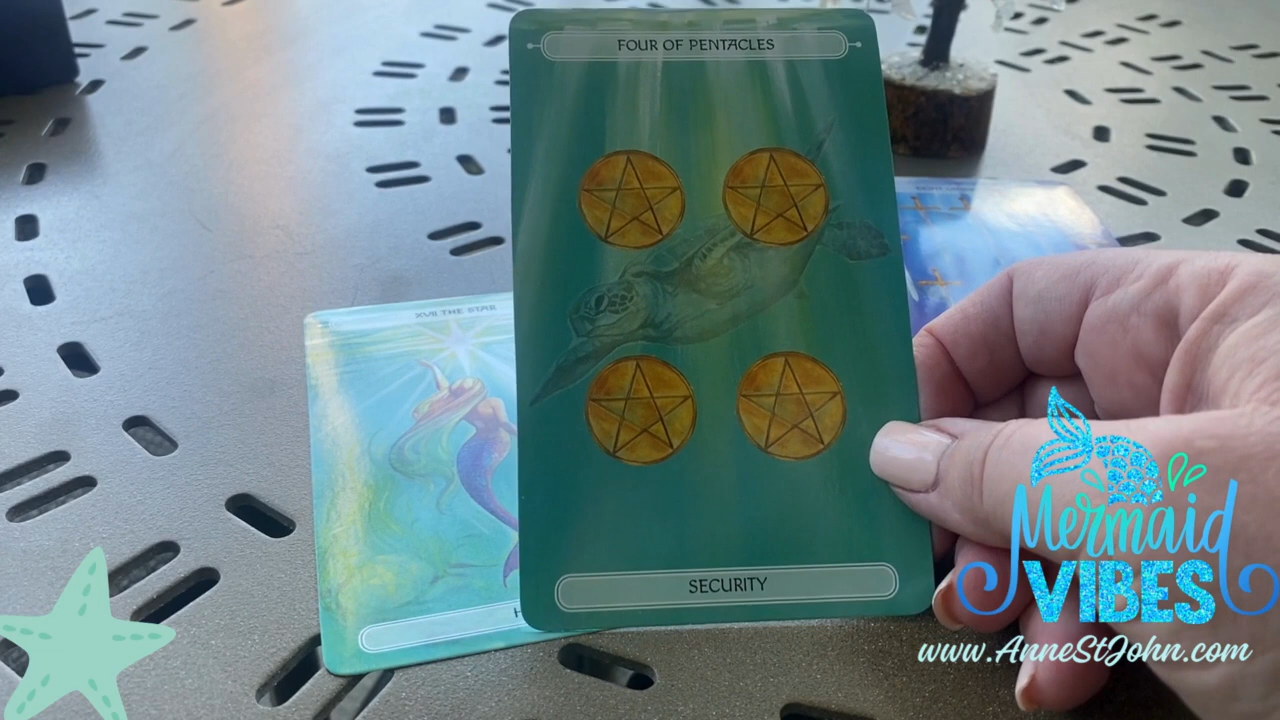 FOUR OF PENTACLES
XVII THE STAR
SECURITY
Mermaid
VIBES
www.AnneStJohn.com